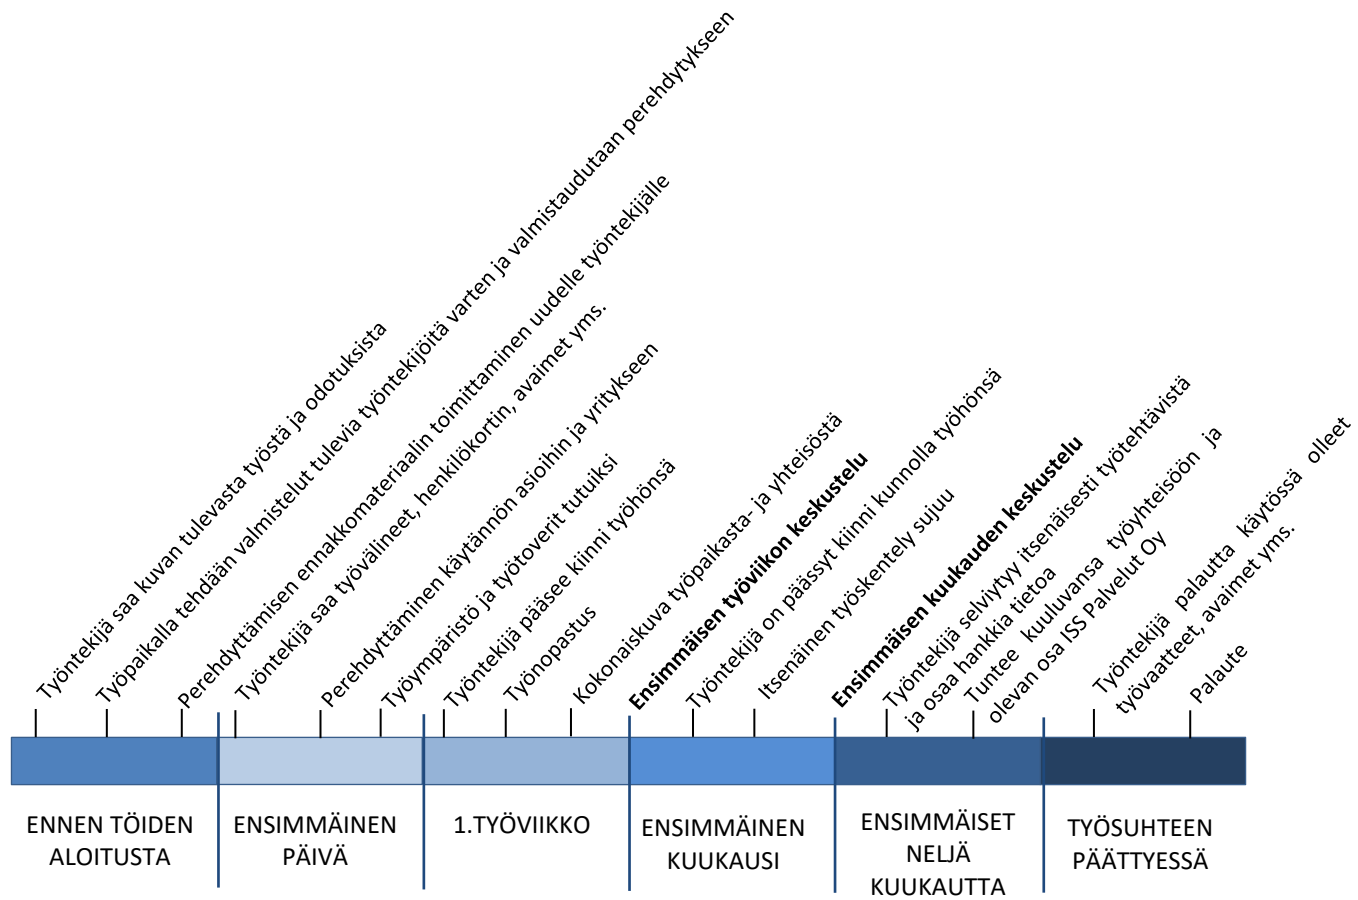 Työntekijä saa kuvan tulevasta työstä ja odotuksista
Työpaikalla tehdään valmistelut tulevia työntekijöitä varten ja valmistaudutaan perehdytykseen
Perehdyttämisen ennakkomateriaalin toimittaminen uudelle työntekijälle
Työntekijä saa työvälineet, henkilökortin, avaimet yms.
Perehdyttäminen käytännön asioihin ja yritykseen
Työympäristö ja työtoverit tutuiksi
Työntekijä pääsee kiinni työhönsä
Työnopastus
Kokonaiskuva työpaikasta- ja yhteisöstä
Ensimmäisen työviikon keskustelu
Työntekijä on päässyt kiinni kunnolla työhönsä
Itsenäinen työskentely sujuu
Ensimmäisen kuukauden keskustelu
Työntekijä selviytyy itsenäisesti työtehtävistä
ja osaa hankkia tietoa
Tuntee kuuluvansa työyhteisöön ja
olevan osa ISS Palvelut Oy
Työntekijä palautta käytössä olleet
työvaatteet, avaimet yms.
Palaute
ENNEN TÖIDEN
ALOITUSTA
ENSIMMÄINEN
PÄIVÄ
1.TYÖVIIKKO
ENSIMMÄINEN
KUUKAUSI
ENSIMMÄISET
NELJÄ
KUUKAUTTA
TYÖSUHTEEN
PÄÄTTYESSÄ